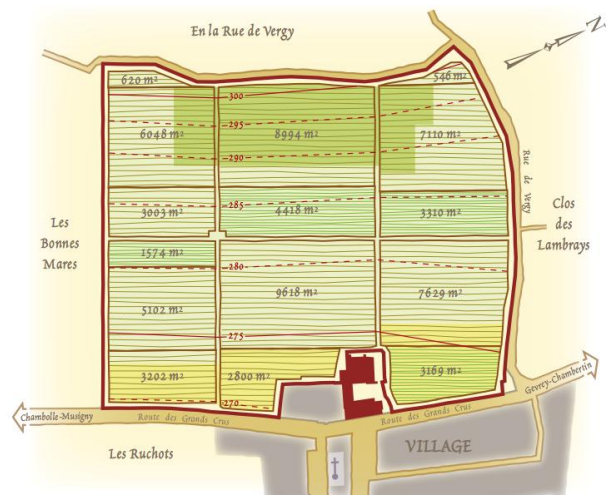 En la Rue de Vergy
N
620 m²
546 m²
300
295
6048 m²
8994 m²
7110 m²
290
Rue de Vergy
285
3003 m²
4418 m²
3310 m²
Les
Bonnes
Mares
Clos
des
Lambrays
1574 m²
280
5102 m²
9618 m²
7629 m²
275
3202 m²
2800 m²
3169 m²
270
Gevrey-Chambertin
Chambolle-Musigny
Route des Grands Crus
Route des Grands Crus
Les Ruchots
VILLAGE